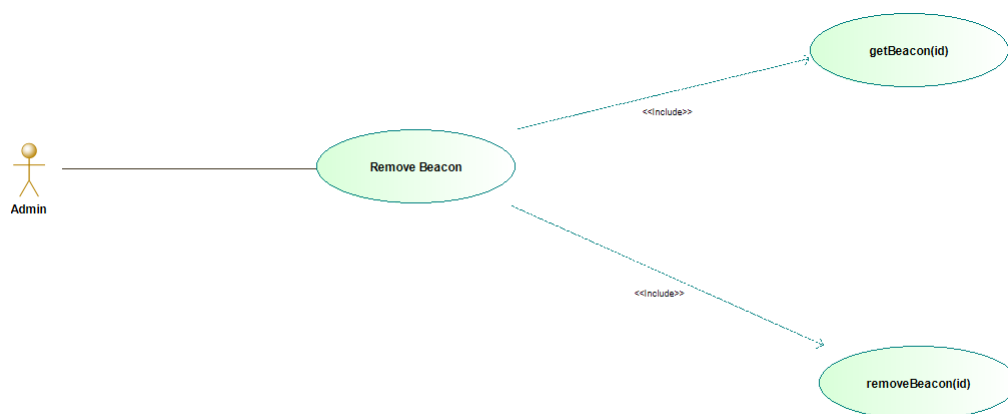 getBeacon(id)
<<Include>>
Remove Beacon
Admin
<<Include>>
removeBeacon(id)